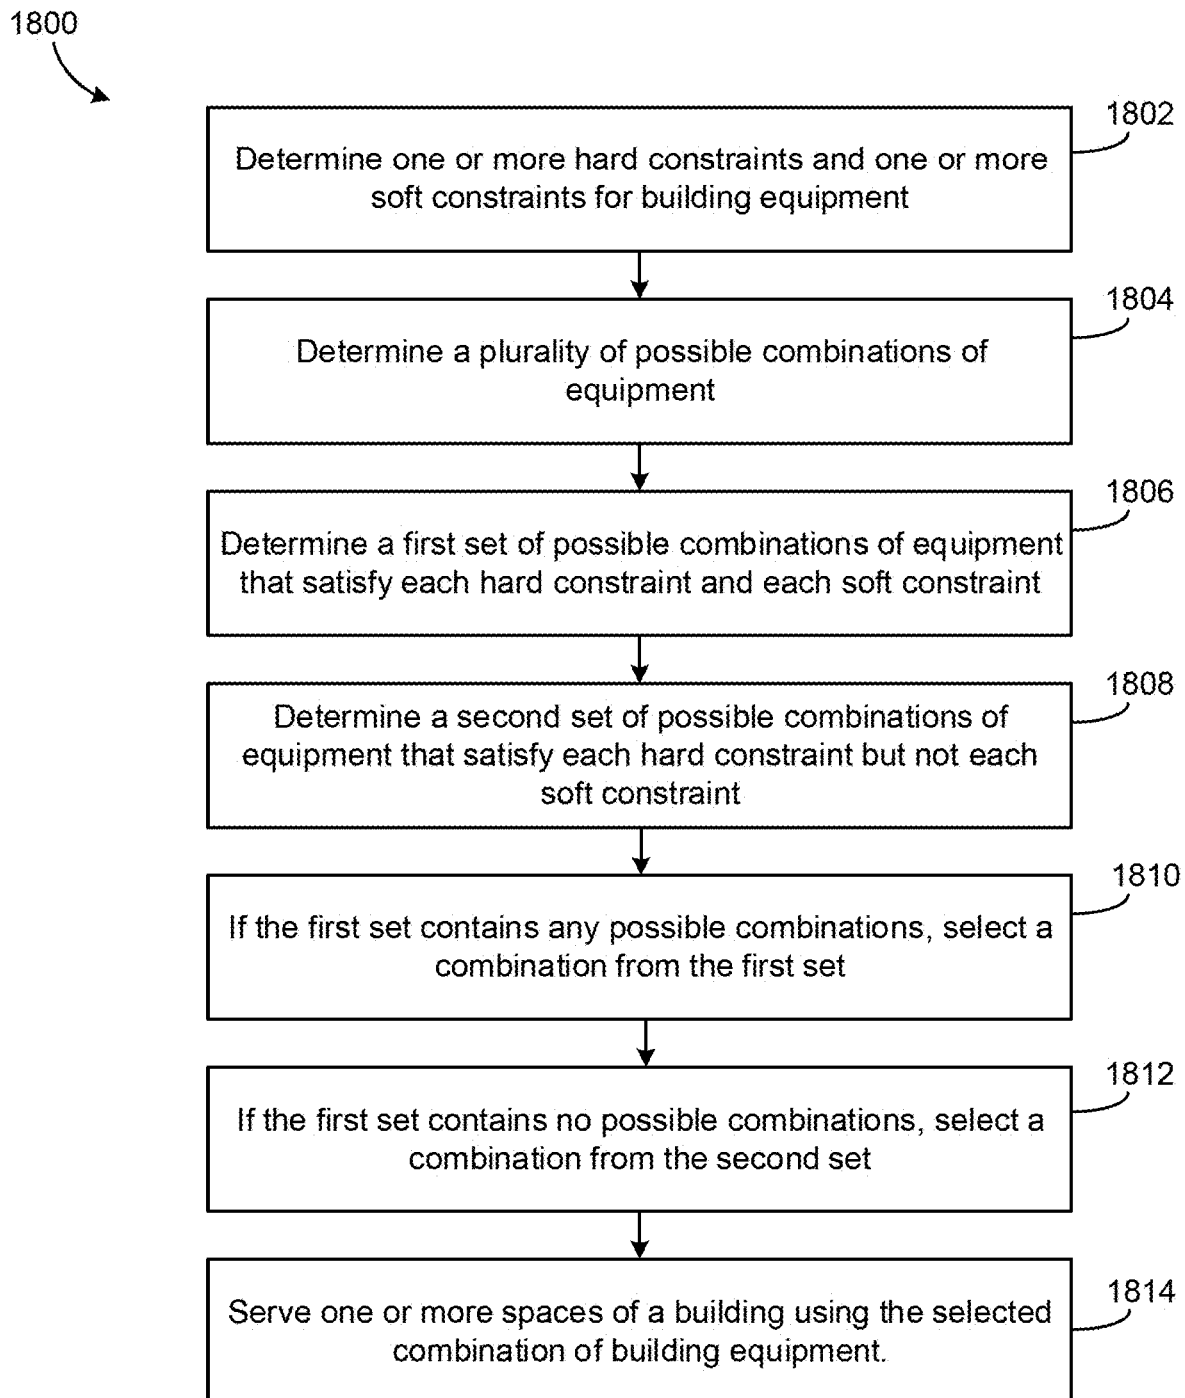 1800
1802
Determine one or more hard constraints and one or more
soft constraints for building equipment
1804
Determine a plurality of possible combinations of
equipment
1806
Determine a first set of possible combinations of equipment
that satisfy each hard constraint and each soft constraint
1808
Determine a second set of possible combinations of
equipment that satisfy each hard constraint but not each
soft constraint
1810
If the first set contains any possible combinations, select a
combination from the first set
1812
If the first set contains no possible combinations, select a
combination from the second set
1814
Serve one or more spaces of a building using the selected
combination of building equipment.